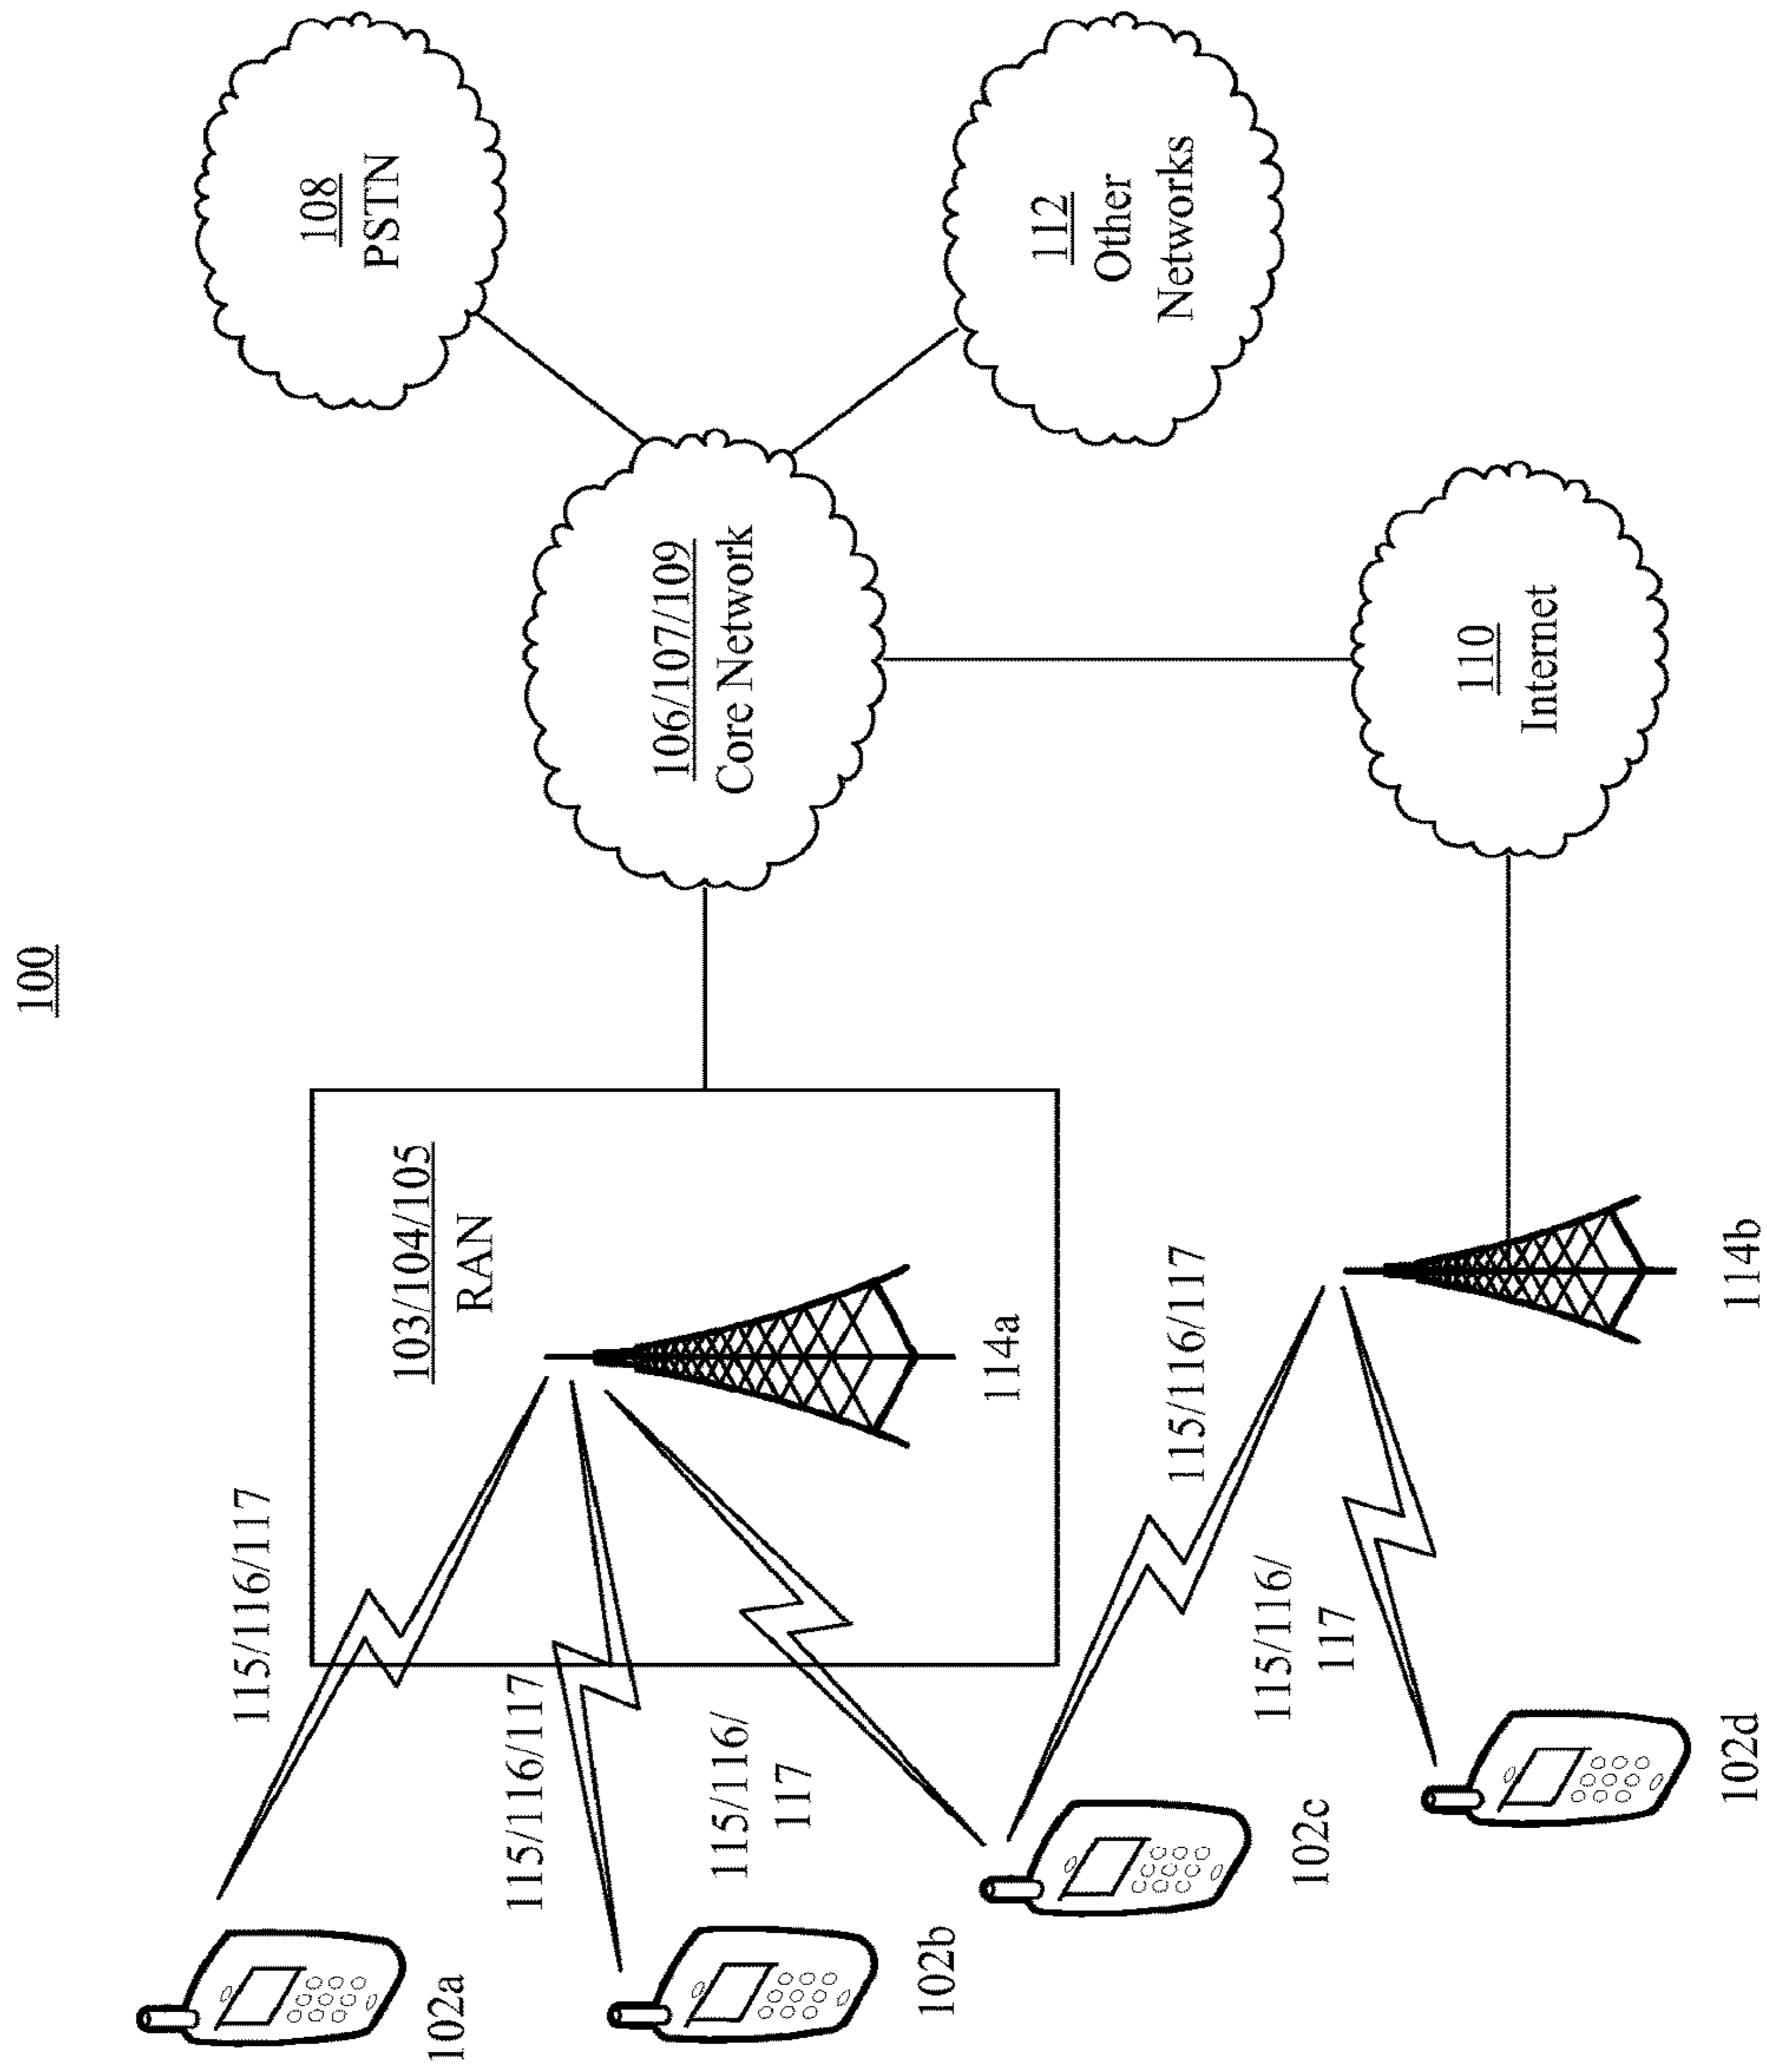 100
108
PSTN
106/107/109
Core Network
112
Other
Networks
110
Internet
103/104/105
RAN
114a
114b
115/116/117
115/116/117
115/116/
117
115/116/117
115/116/
117
102a
102b
102c
102d